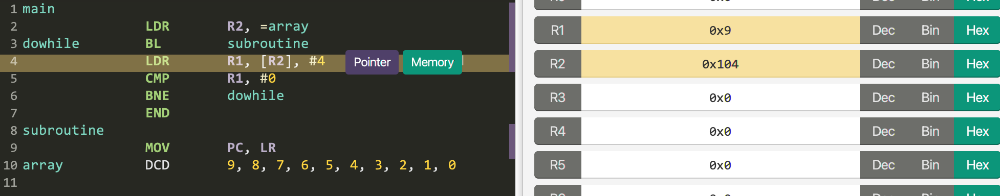 1 main
2 LDR R2, =array
3 dowhile BL subroutine
4 LDR R1, [R2], #4 Pointer Memory
5 CMP R1, #0
6 BNE dowhile
7 END
8 subroutine
9 MOV PC, LR
10 array DCD 9, 8, 7, 6, 5, 4, 3, 2, 1, 0
11
R1 0x9 Dec Bin Hex
R2 0x104 Dec Bin Hex
R3 0x0 Dec Bin Hex
R4 0x0 Dec Bin Hex
R5 0x0 Dec Bin Hex